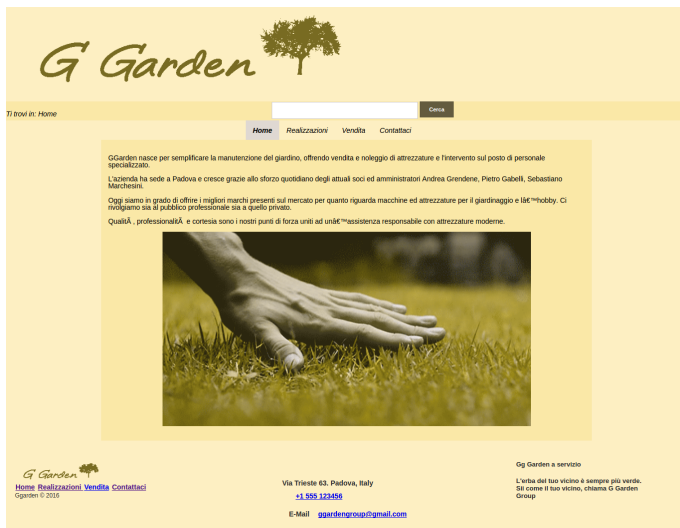 G Garden
Ti trovi in: Home
Cerca
Home Realizzazioni Vendita Contattaci
GGarden nasce per semplificare la manutenzione del giardino, offrendo vendita e noleggio di attrezzature e l'intervento sul posto di personale
specializzato.
L'azienda ha sede a Padova e cresce grazie allo sforzo quotidiano degli attuali soci ed amministratori Andrea Grendene, Pietro Gabelli, Sebastiano
Marchesini.
Oggi siamo in grado di offrire i migliori marchi presenti sul mercato per quanto riguarda macchine ed attrezzature per il giardinaggio e lâ€™hobby. Ci
rivolgiamo sia al pubblico professionale sia a quello privato.
QualitÃ , professionalitÃ  e cortesia sono i nostri punti di forza uniti ad unâ€™assistenza responsabile con attrezzature moderne.
G Garden
Home Realizzazioni Vendita Contattaci
Ggarden © 2016
Via Trieste 63. Padova, Italy
+1 555 123456
E-Mail ggardengroup@gmail.com
Gg Garden a servizio
L'erba del tuo vicino è sempre più verde.
Sii come il tuo vicino, chiama G Garden
Group